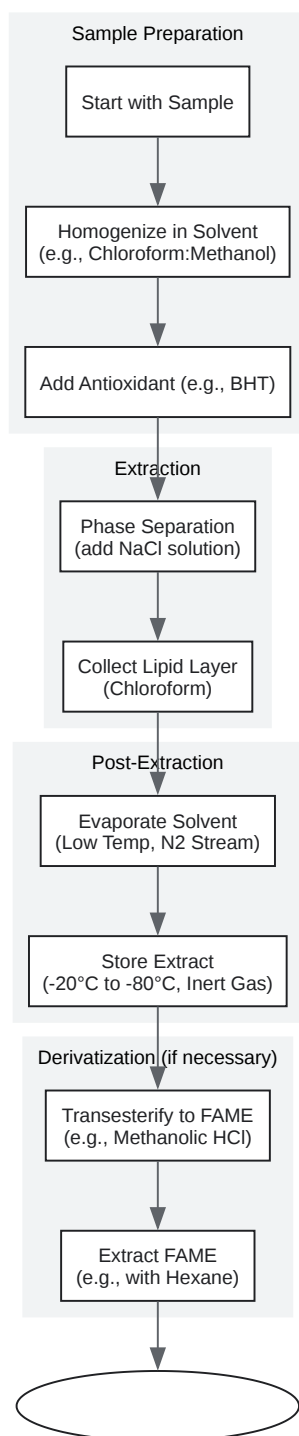 Sample Preparation
Start with Sample
Homogenize in Solvent
(e.g., Chloroform:Methanol)
Add Antioxidant (e.g., BHT)
Extraction
Phase Separation
(add NaCl solution)
Collect Lipid Layer
(Chloroform)
Post-Extraction
Evaporate Solvent
(Low Temp, N2 Stream)
Store Extract
(-20°C to -80°C, Inert Gas)
Derivatization (if necessary)
Transesterify to FAME
(e.g., Methanolic HCl)
Extract FAME
(e.g., with Hexane)